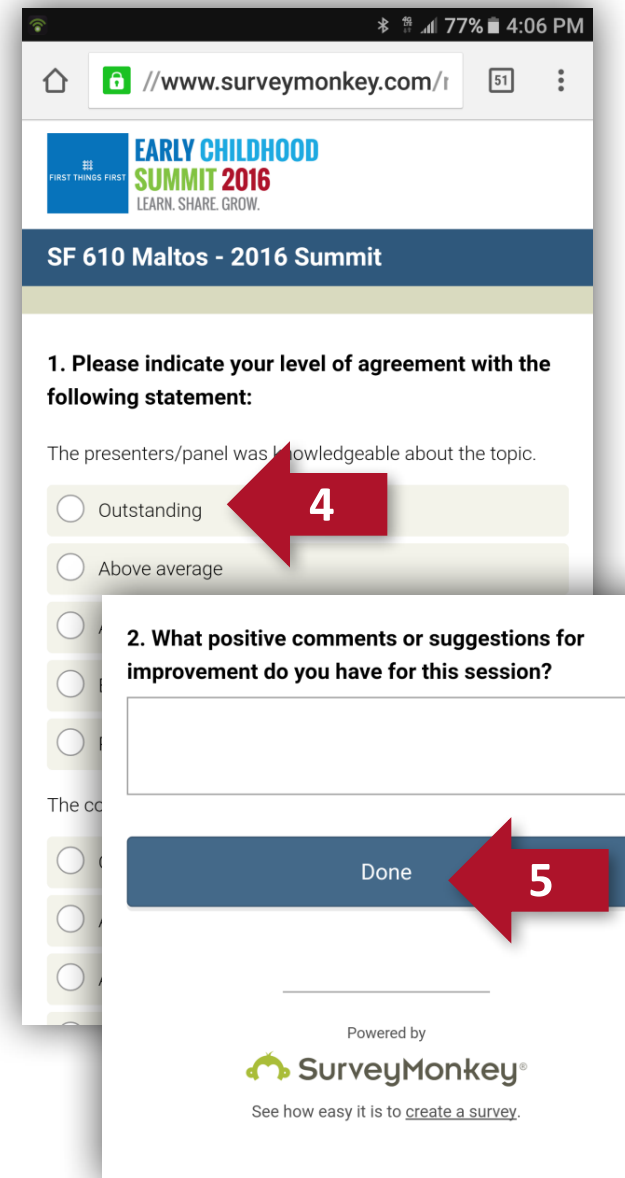 77% 4:06 PM
//www.surveymonkey.com/r
51
FIRST THINGS FIRST
EARLY CHILDHOOD
SUMMIT 2016
LEARN. SHARE. GROW.
SF 610 Maltos - 2016 Summit
1. Please indicate your level of agreement with the
following statement:
The presenters/panel was knowledgeable about the topic.
Outstanding
4
Above average
The
2. What positive comments or suggestions for
improvement do you have for this session?
Done
5
Powered by
SurveyMonkey®
See how easy it is to create a survey.